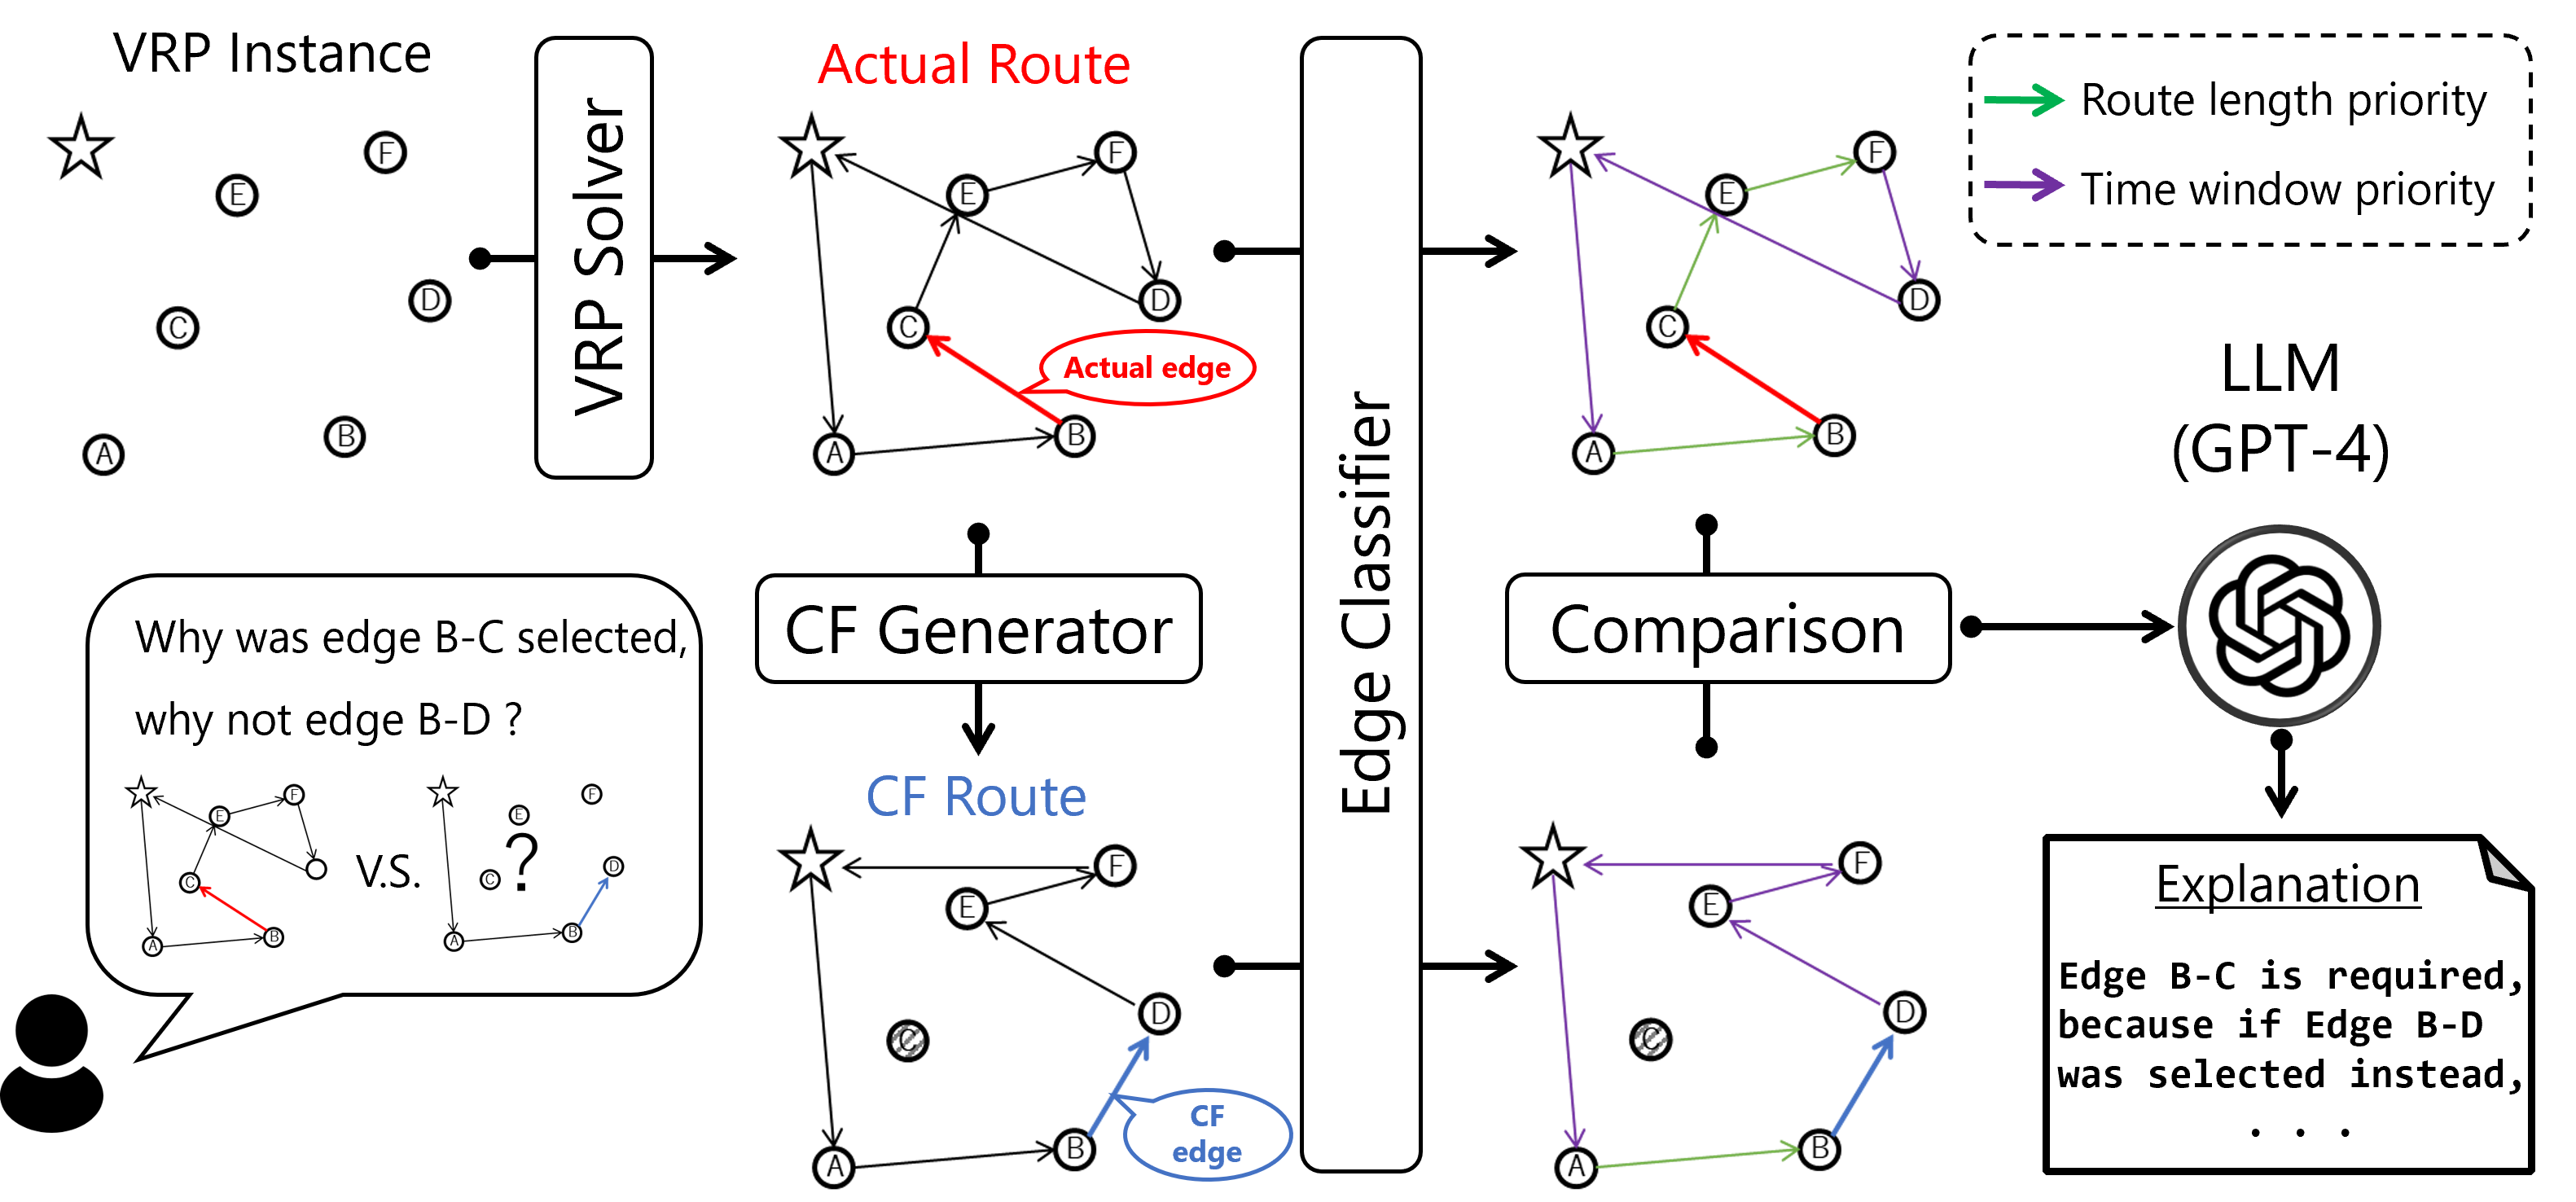 VRP Instance
F
E
D
C
B
A
VRP Solver
Actual Route
E
F
D
C
Actual edge
B
A
Edge Classifier
E
F
D
C
B
A
Route length priority
Time window priority
LLM
(GPT-4)
Why was edge B-C selected,
why not edge B-D ?
E
F
C
A
B
V.S.
F
E
?
D
C
A
B
CF Generator
CF Route
F
E
D
C
B
A
CF
edge
Comparison
F
E
D
C
B
A
Explanation
Edge B-C is required,
because if Edge B-D
was selected instead,
. . .